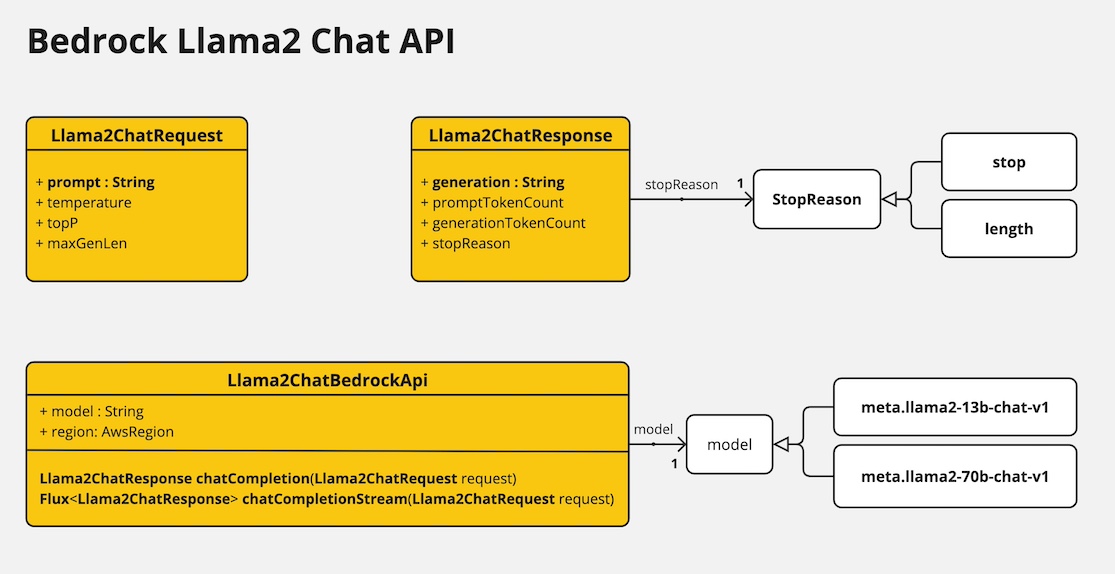 Bedrock Llama2 Chat API
Llama2ChatRequest
+ prompt : String
+ temperature
+ topP
+ maxGenLen
Llama2ChatResponse
+ generation : String
+ promptTokenCount
+ generationTokenCount
+ stopReason
stopReason
1
StopReason
stop
length
Llama2ChatBedrockApi
+ model : String
+ region: AwsRegion
Llama2ChatResponse chatCompletion(Llama2ChatRequest request)
Flux<Llama2ChatResponse> chatCompletionStream(Llama2ChatRequest request)
model
1
model
meta.llama2-13b-chat-v1
meta.llama2-70b-chat-v1